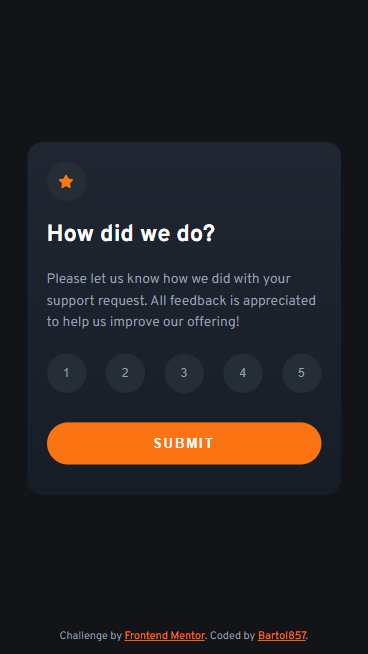 How did we do?
Please let us know how we did with your
support request. All feedback is appreciated
to help us improve our offering!
1 2 3 4 5
SUBMIT
Challenge by Frontend Mentor. Coded by Bartol857.